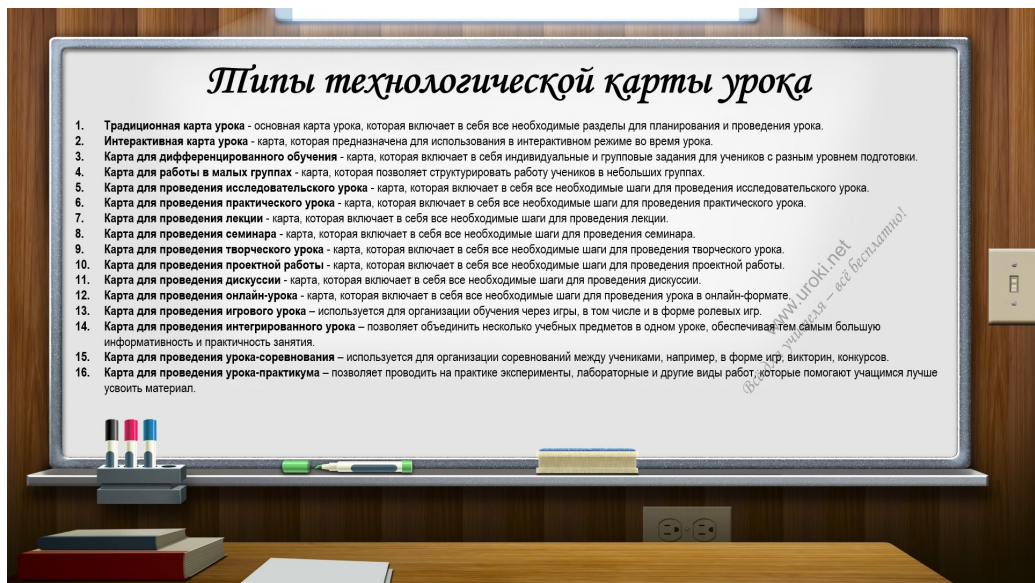 Типы технологической карты урока
1. Традиционная карта урока - основная карта урока, которая включает в себя все необходимые разделы для планирования и проведения урока.
2. Интерактивная карта урока - карта, которая предназначена для использования в интерактивном режиме во время урока.
3. Карта для дифференцированного обучения - карта, которая включает в себя индивидуальные и групповые задания для учеников с разным уровнем подготовки.
4. Карта для работы в малых группах - карта, которая позволяет структурировать работу учеников в небольших группах.
5. Карта для проведения исследовательского урока - карта, которая включает в себя все необходимые шаги для проведения исследовательского урока.
6. Карта для проведения практического урока - карта, которая включает в себя все необходимые шаги для проведения практического урока.
7. Карта для проведения лекции - карта, которая включает в себя все необходимые шаги для проведения лекции.
8. Карта для проведения семинара - карта, которая включает в себя все необходимые шаги для проведения семинара.
9. Карта для проведения творческого урока - карта, которая включает в себя все необходимые шаги для проведения творческого урока.
10. Карта для проведения проектной работы - карта, которая включает в себя все необходимые шаги для проведения проектной работы.
11. Карта для проведения дискуссии - карта, которая включает в себя все необходимые шаги для проведения дискуссии.
12. Карта для проведения онлайн-урока - карта, которая включает в себя все необходимые шаги для проведения урока в онлайн-формате.
13. Карта для проведения игрового урока – используется для организации обучения через игры, в том числе и в форме ролевых игр.
14. Карта для проведения интегрированного урока – позволяет объединить несколько учебных предметов в одном уроке, обеспечивая тем самым большую
информативность и практичность занятия.
15. Карта для проведения урока-соревнования – используется для организации соревнований между учениками, например, в форме игр, викторин, конкурсов.
16. Карта для проведения урока-практикума – позволяет проводить на практике эксперименты, лабораторные и другие виды работ, которые помогают учащимся лучше
усвоить материал.
www.uroki.net
Всё для учителя – всё бесплатно!